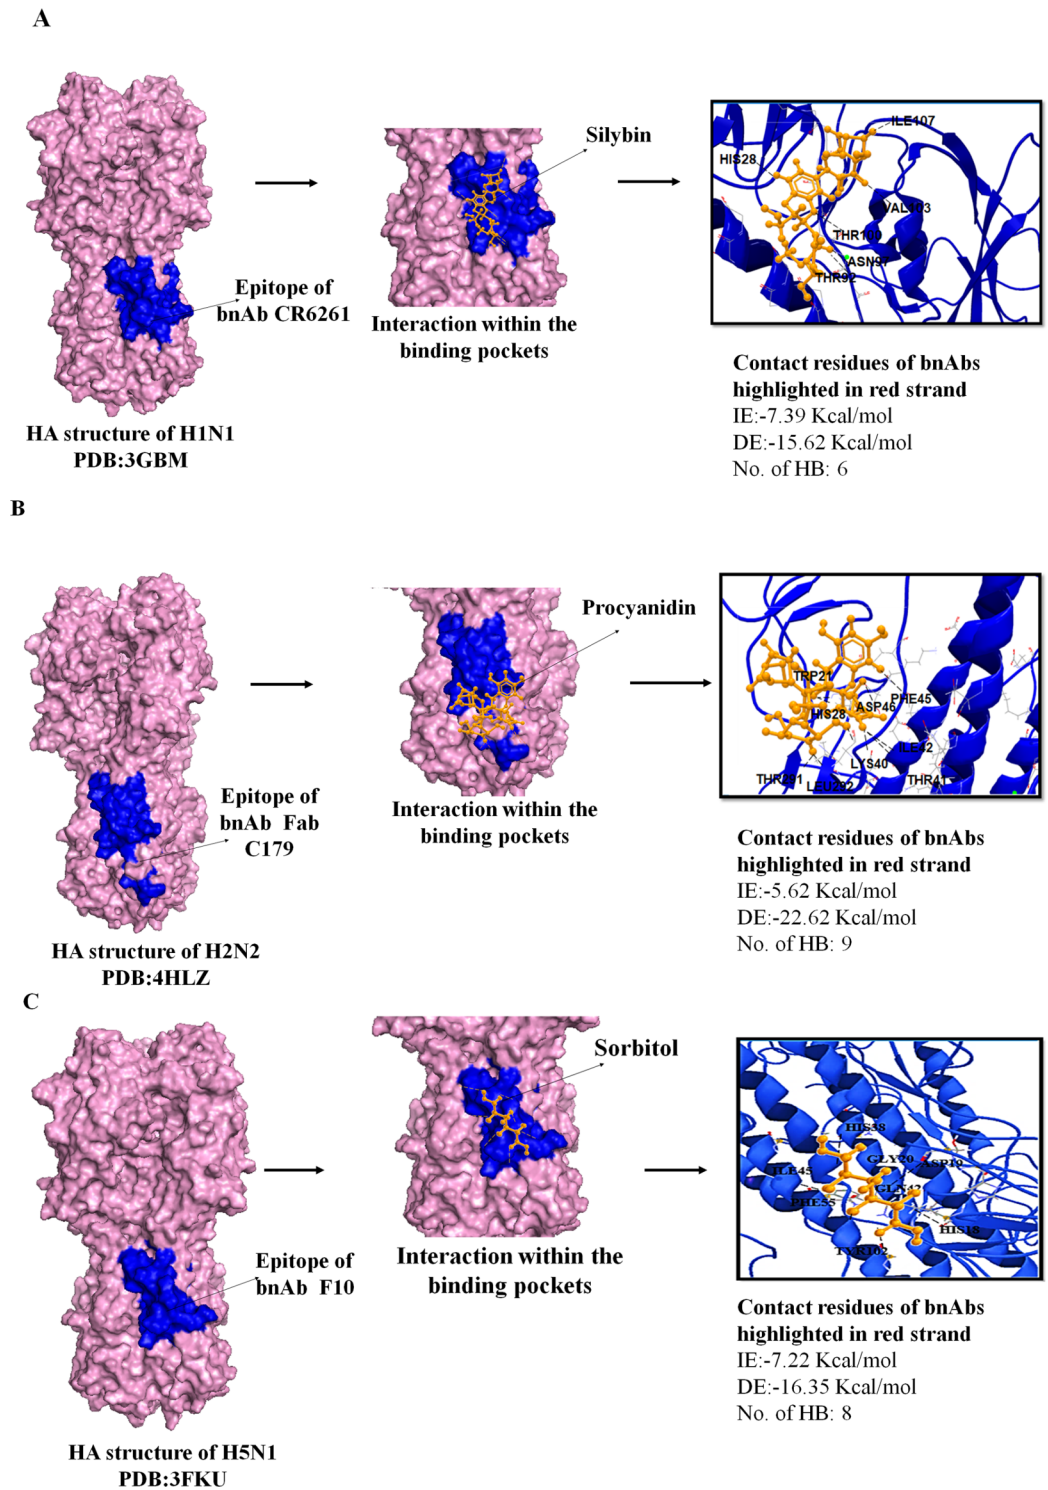 A
Silybin
Epitope of
bnAb CR6261
Interaction within the
binding pockets
HA structure of H1N1
PDB:3GBM
ILE107
HIS28
VAL103
THR100
ASN97
THR92
Contact residues of bnAbs
highlighted in red strand
IE:-7.39 Kcal/mol
DE:-15.62 Kcal/mol
No. of HB: 6
B
Procyanidin
Epitope of
bnAb Fab
C179
Interaction within the
binding pockets
HA structure of H2N2
PDB:4HLZ
TRP21
PHE45
ASP46
HIS28
ILE42
LYS40
THR291
THR41
LEU292
Contact residues of bnAbs
highlighted in red strand
IE:-5.62 Kcal/mol
DE:-22.62 Kcal/mol
No. of HB: 9
C
Sorbitol
Epitope of
bnAb F10
Interaction within the
binding pockets
HA structure of H5N1
PDB:3FKU
HIS38
GLY20
ASP19
ILE45
GLN42
PHE55
HIS18
TYR102
Contact residues of bnAbs
highlighted in red strand
IE:-7.22 Kcal/mol
DE:-16.35 Kcal/mol
No. of HB: 8